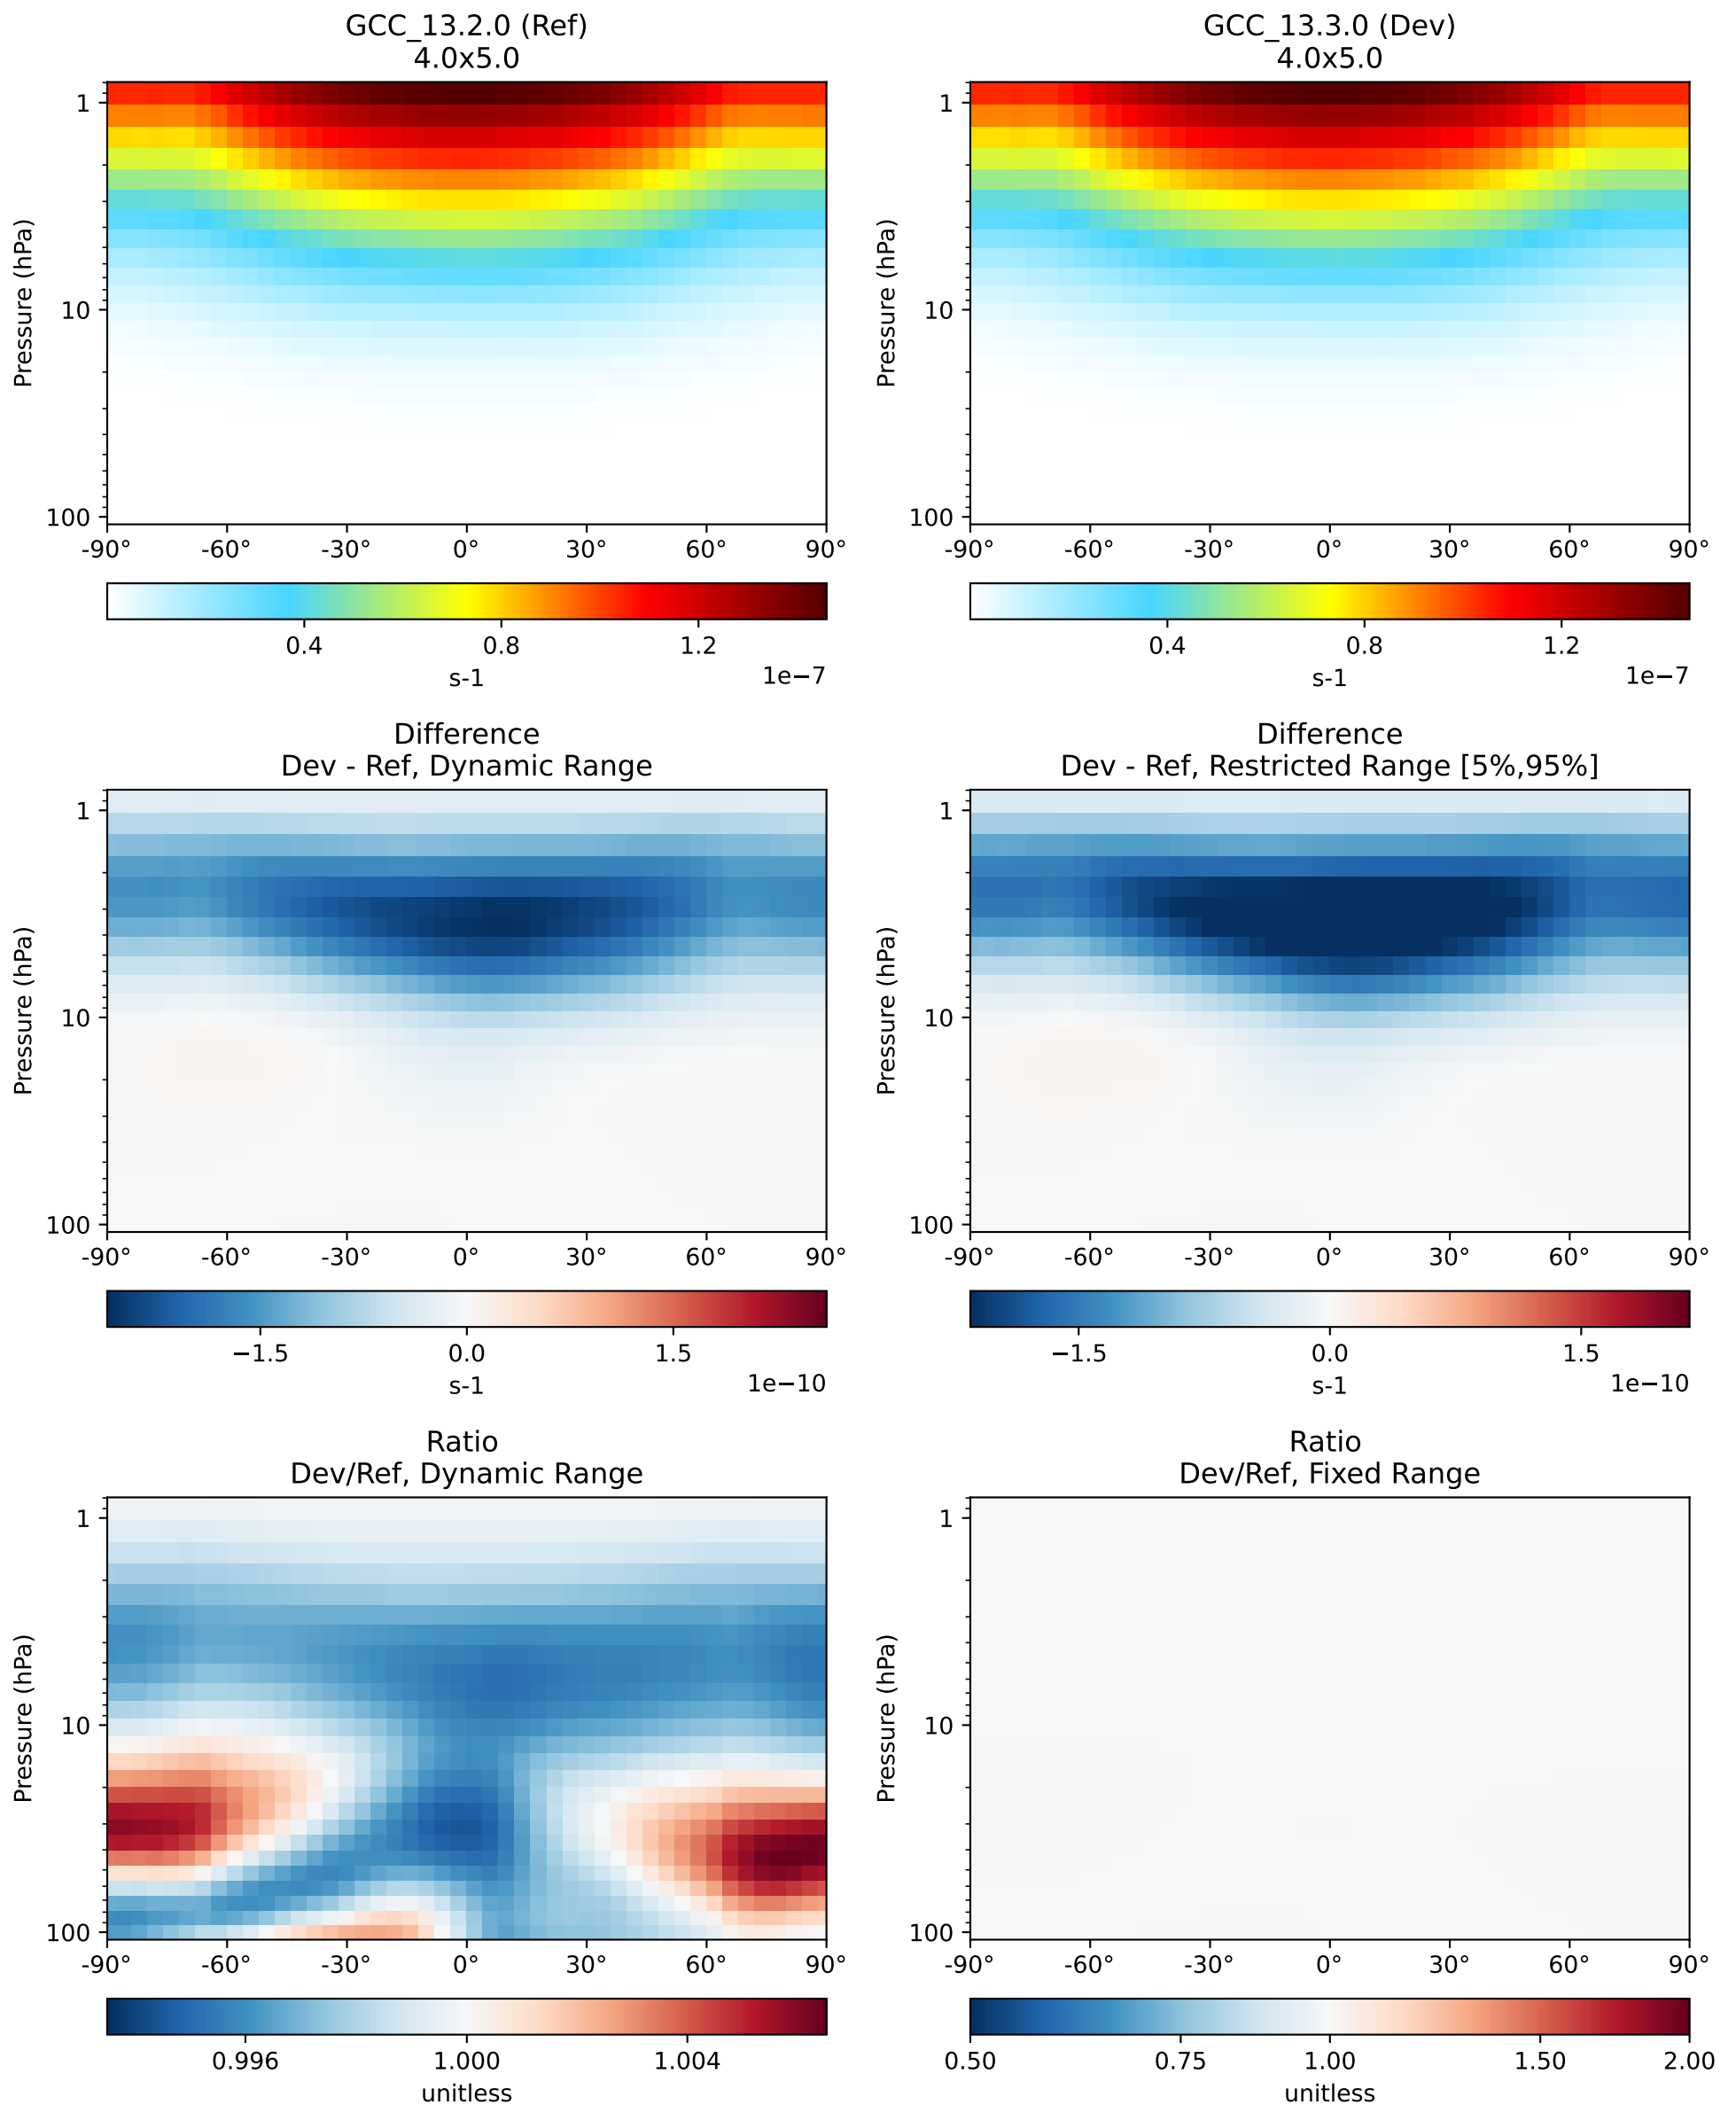 GCC_13.2.0 (Ref)
4.0x5.0
Pressure (hPa)
1
10
100
-90° -60° -30° 0° 30° 60° 90°
0.4 0.8 1.2
s-1
1e−7
GCC_13.3.0 (Dev)
4.0x5.0
Pressure (hPa)
1
10
100
-90° -60° -30° 0° 30° 60° 90°
0.4 0.8 1.2
s-1
1e−7
Difference
Dev - Ref, Dynamic Range
Pressure (hPa)
1
10
100
-90° -60° -30° 0° 30° 60° 90°
−1.5 0.0 1.5
s-1
1e−10
Difference
Dev - Ref, Restricted Range [5%,95%]
Pressure (hPa)
1
10
100
-90° -60° -30° 0° 30° 60° 90°
−1.5 0.0 1.5
s-1
1e−10
Ratio
Dev/Ref, Dynamic Range
Pressure (hPa)
1
10
100
-90° -60° -30° 0° 30° 60° 90°
0.996 1.000 1.004
unitless
Ratio
Dev/Ref, Fixed Range
Pressure (hPa)
1
10
100
-90° -60° -30° 0° 30° 60° 90°
0.50 0.75 1.00 1.50 2.00
unitless